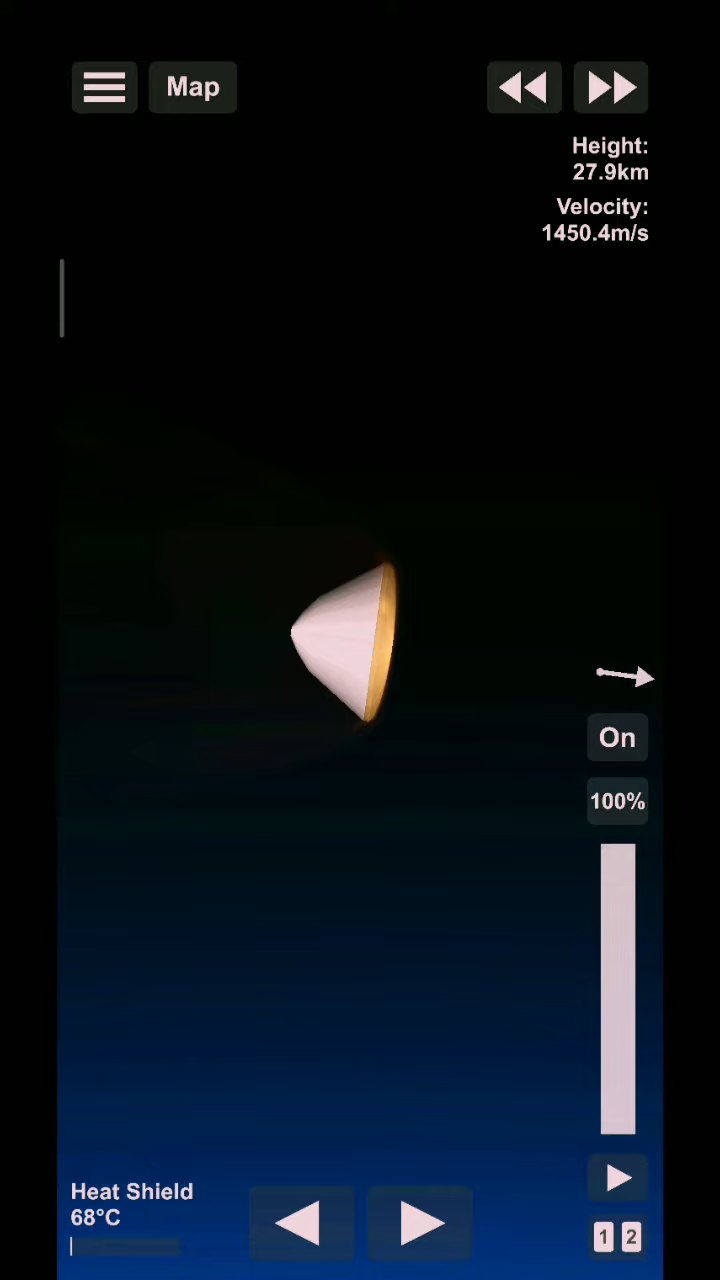 Map
Height:
27.9km
Velocity:
1450.4m/s
On
100%
Heat Shield
68°C
1 2